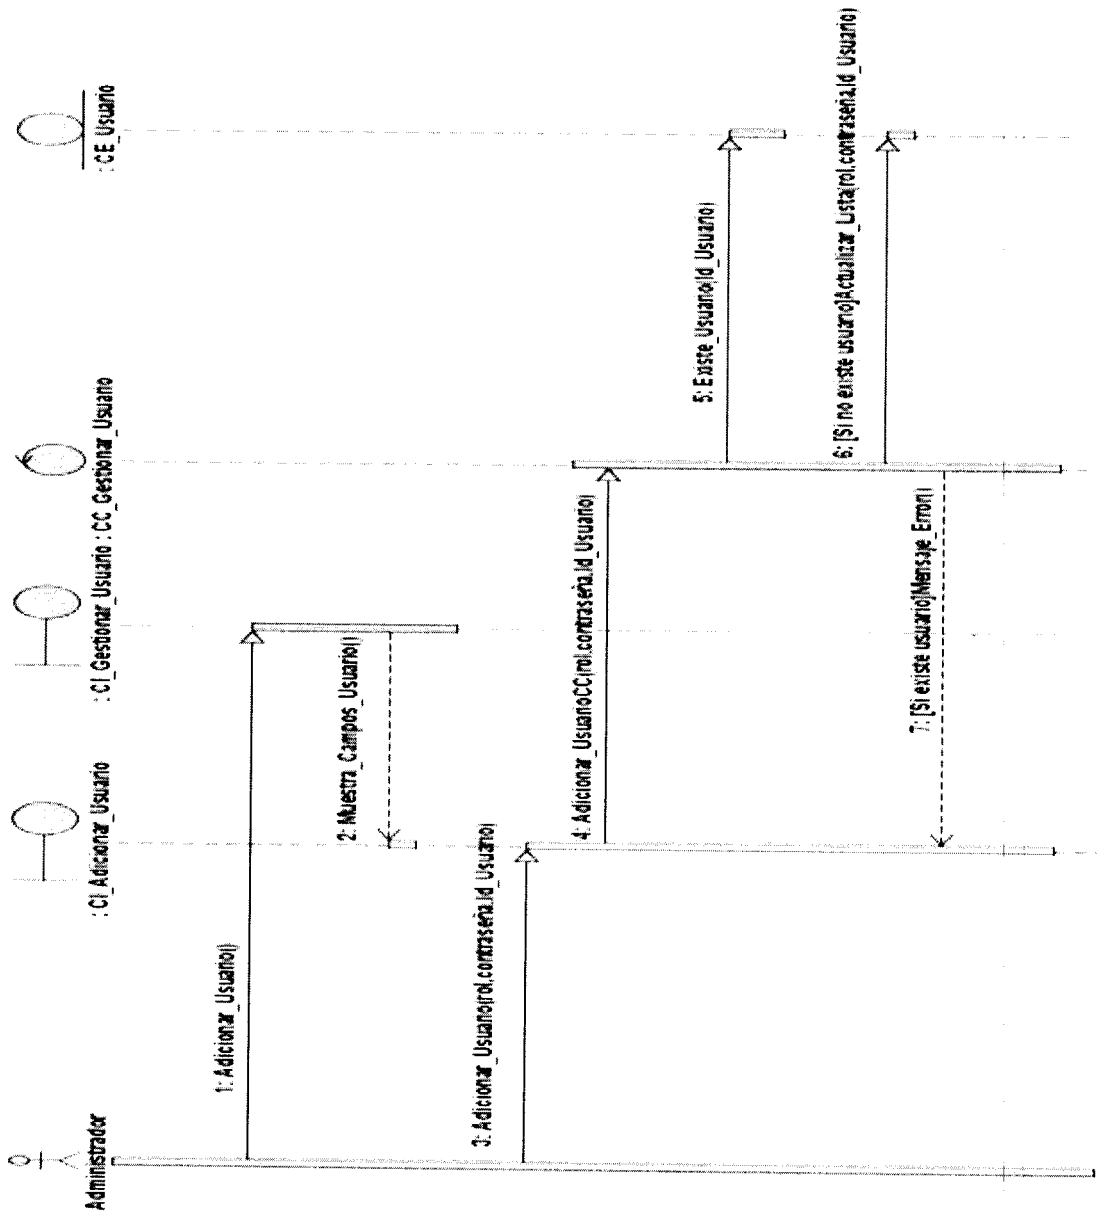 Administrador
: CI_Adicionar_Usuario
: CI_Gestionar_Usuario
: CC_Gestionar_Usuario
: CE_Usuario
1: Adicionar_Usuario()
2: Muestra_Campos_Usuario()
3: Adicionar_Usuario(rol,contraseña,Id_Usuario)
4: Adicionar_UsuarioCC(rol,contraseña,Id_Usuario)
5: Existe_Usuario(Id_Usuario)
6: [Si no existe usuario]Actualizar_Lista(rol,contraseña,Id_Usuario)
7: [Si existe usuario]Mensaje_Error()